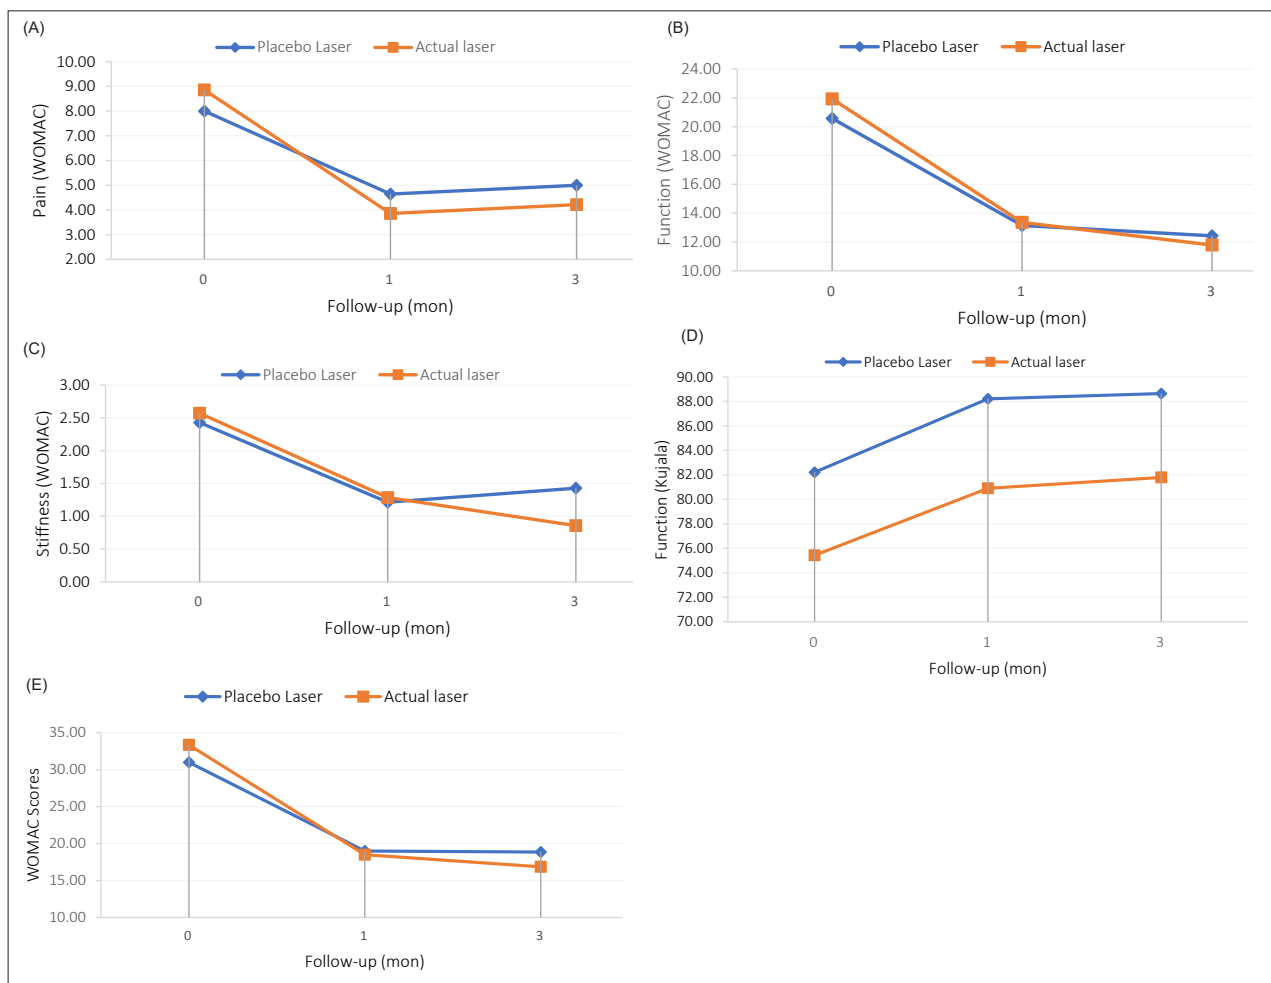 (A)
Placebo Laser Actual laser
10.00
9.00
8.00
7.00
6.00
5.00
4.00
3.00
2.00
Pain (WOMAC)
0 1 3
Follow-up (mon)
(B)
Placebo Laser Actual laser
24.00
22.00
20.00
18.00
16.00
14.00
12.00
10.00
Function (WOMAC)
0 1 3
Follow-up (mon)
(C)
Placebo Laser Actual laser
3.00
2.50
2.00
1.50
1.00
0.50
0.00
Stiffness (WOMAC)
0 1 3
Follow-up (mon)
(D)
Placebo Laser Actual laser
90.00
88.00
86.00
84.00
82.00
80.00
78.00
76.00
74.00
72.00
70.00
Function (Kujala)
0 1 3
Follow-up (mon)
(E)
Placebo Laser Actual laser
35.00
30.00
25.00
20.00
15.00
10.00
WOMAC Scores
0 1 3
Follow-up (mon)